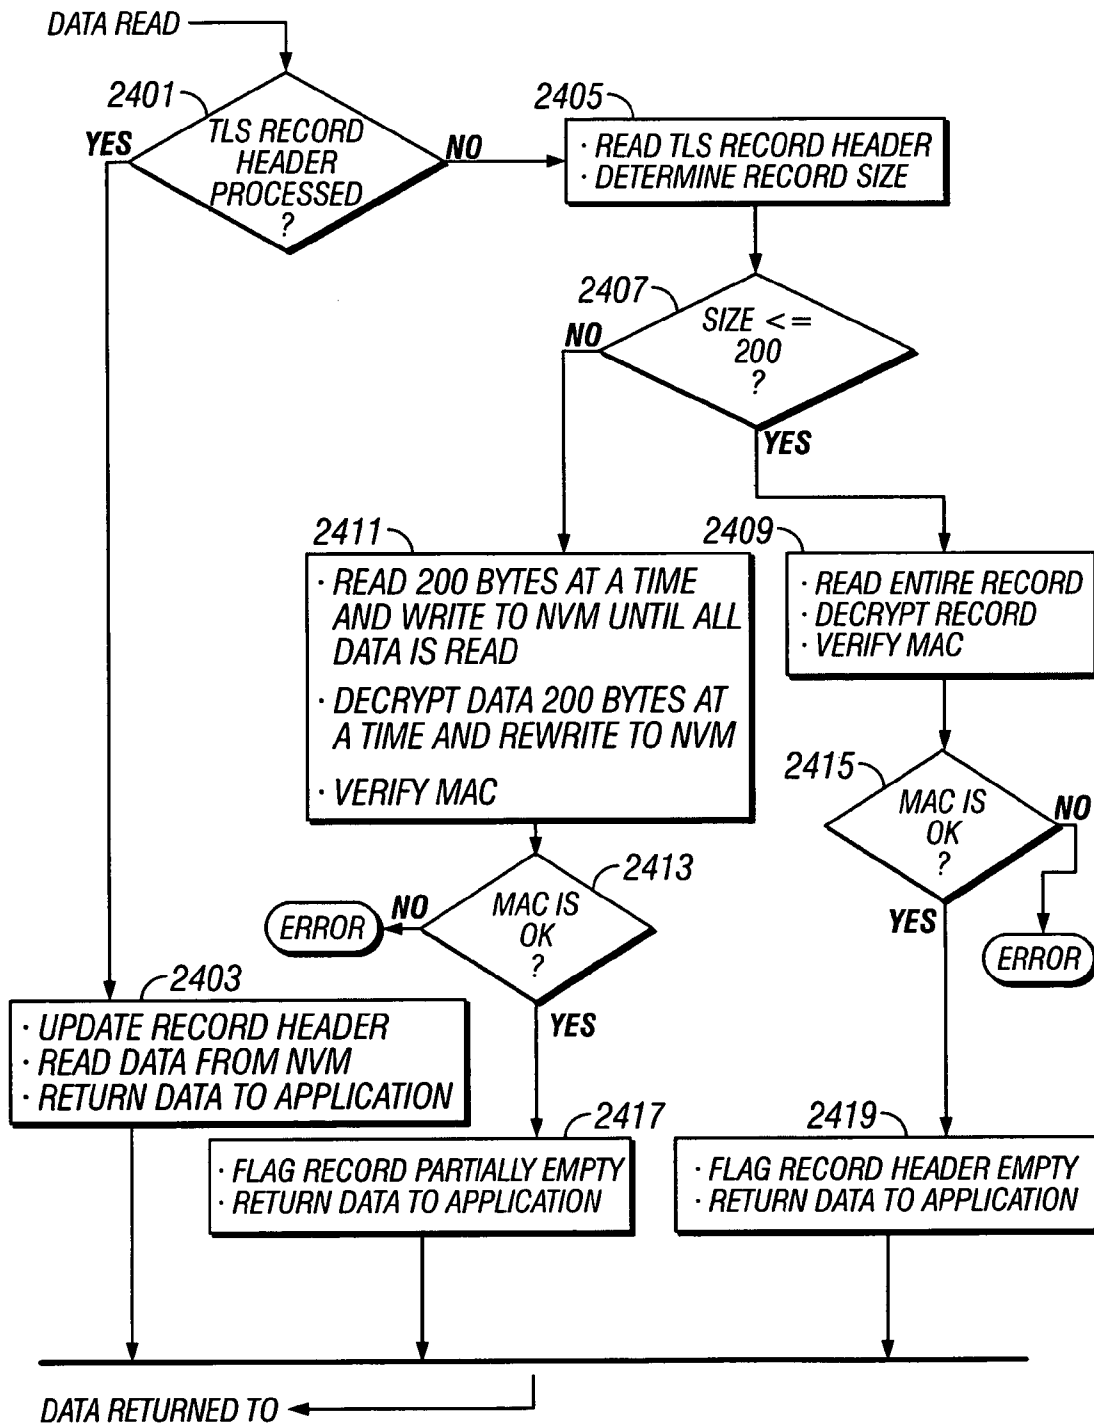 DATA READ
2401
TLS RECORD
HEADER
PROCESSED
?
YES
NO
2405
· READ TLS RECORD HEADER
· DETERMINE RECORD SIZE
2407
SIZE <=
200
?
NO
YES
2411
· READ 200 BYTES AT A TIME
AND WRITE TO NVM UNTIL ALL
DATA IS READ
· DECRYPT DATA 200 BYTES AT
A TIME AND REWRITE TO NVM
· VERIFY MAC
2409
· READ ENTIRE RECORD
· DECRYPT RECORD
· VERIFY MAC
2415
MAC IS
OK
?
NO
YES
ERROR
2413
MAC IS
OK
?
NO
ERROR
YES
2403
· UPDATE RECORD HEADER
· READ DATA FROM NVM
· RETURN DATA TO APPLICATION
2417
· FLAG RECORD PARTIALLY EMPTY
· RETURN DATA TO APPLICATION
2419
· FLAG RECORD HEADER EMPTY
· RETURN DATA TO APPLICATION
DATA RETURNED TO